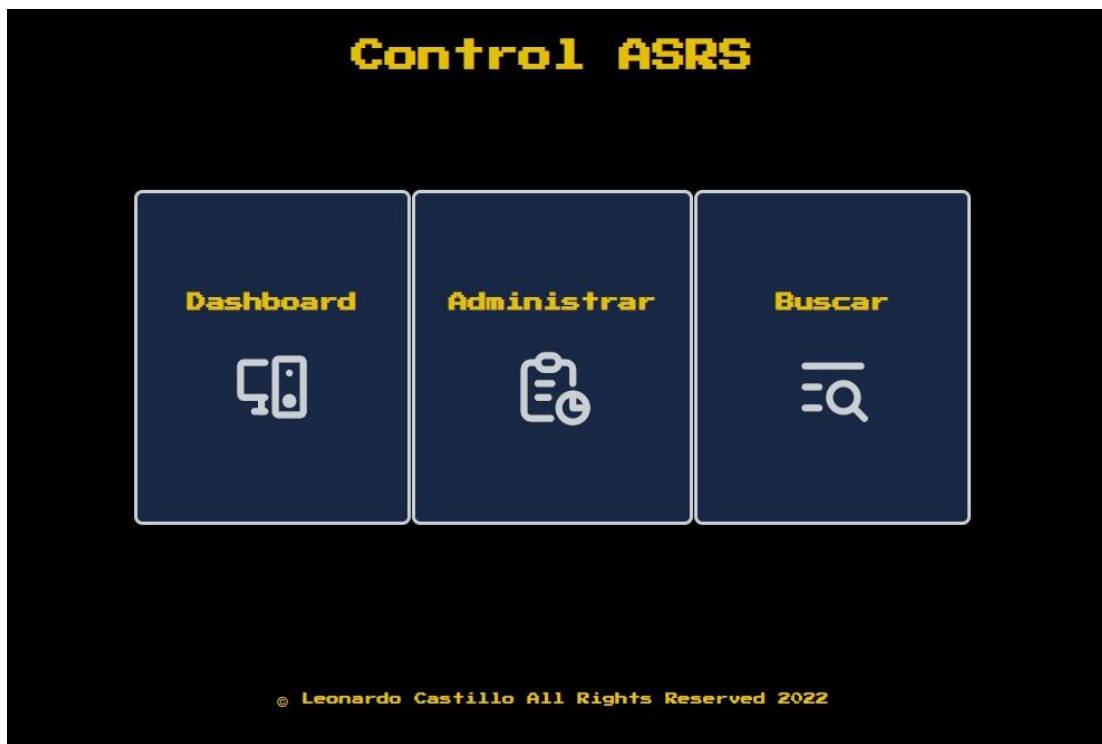 Control ASRS
Dashboard
Administrar
Buscar
© Leonardo Castillo All Rights Reserved 2022